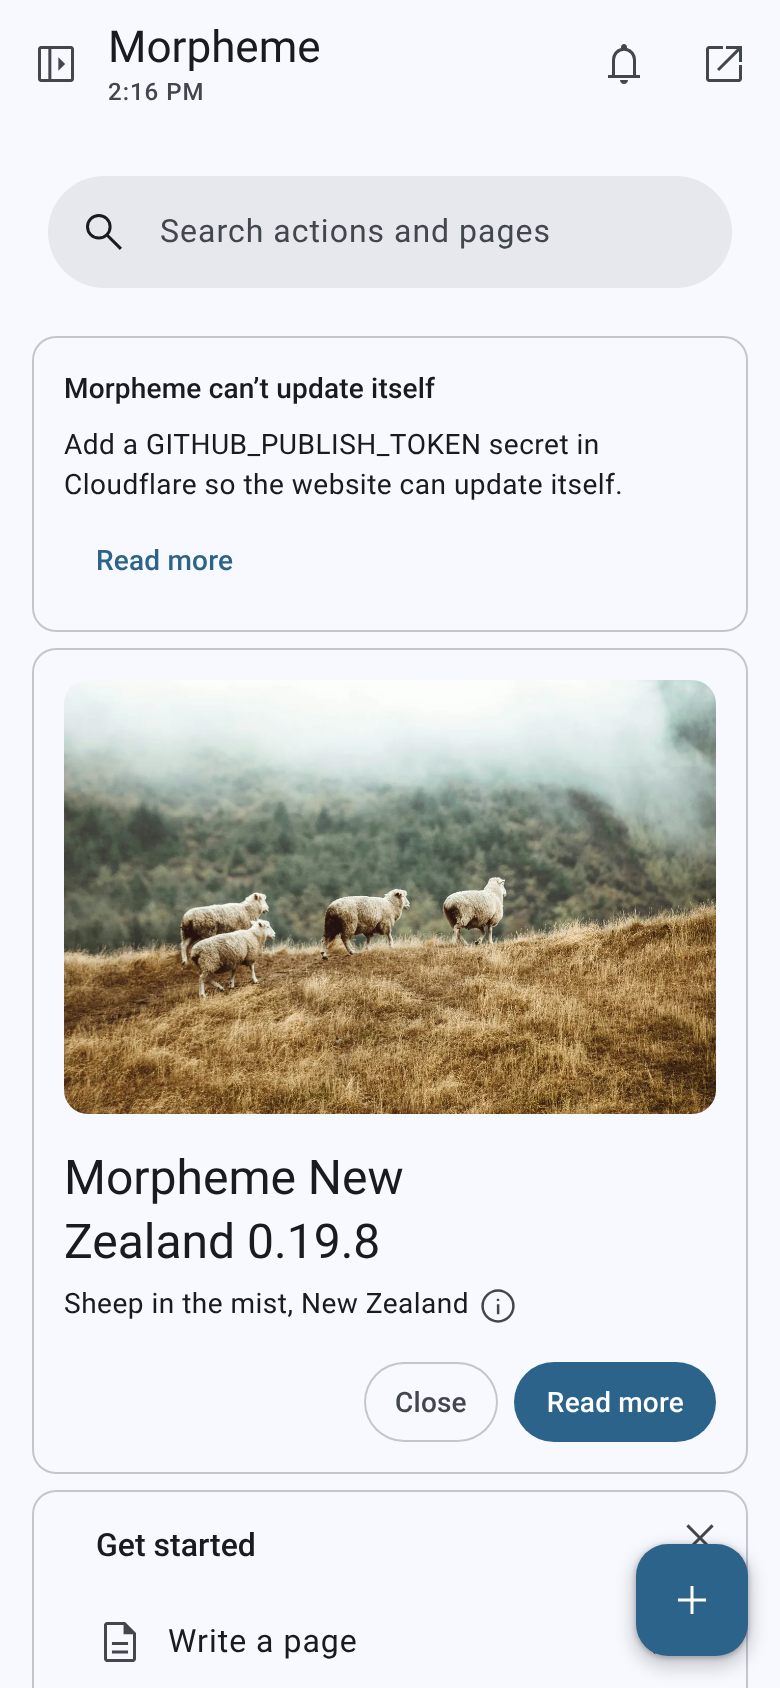 Morpheme
2:16 PM
Search actions and pages
Morpheme can’t update itself
Add a GITHUB_PUBLISH_TOKEN secret in
Cloudflare so the website can update itself.
Read more
Morpheme New
Zealand 0.19.8
Sheep in the mist, New Zealand
Close
Read more
Get started
Write a page